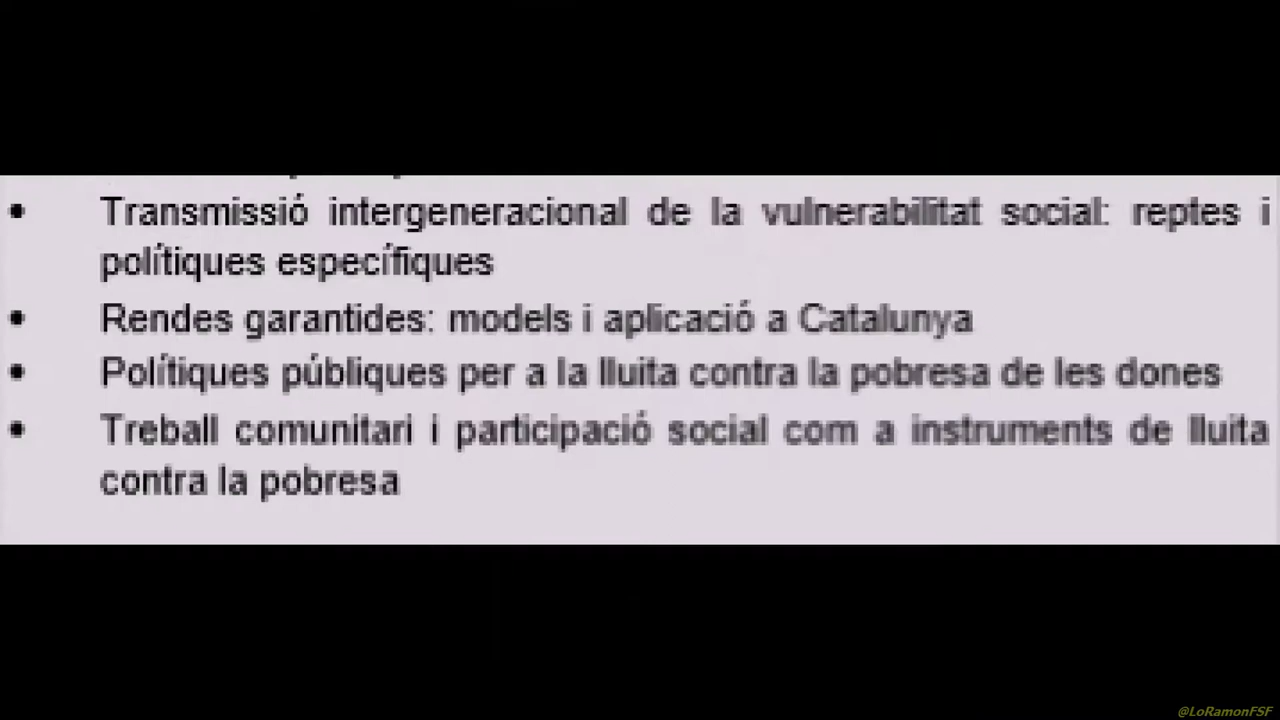 • Transmissió intergeneracional de la vulnerabilitat social: reptes i
polítiques específiques
• Rendes garantides: models i aplicació a Catalunya
• Polítiques públiques per a la lluita contra la pobresa de les dones
• Treball comunitari i participació social com a instruments de lluita
contra la pobresa
@LoRamonFSF